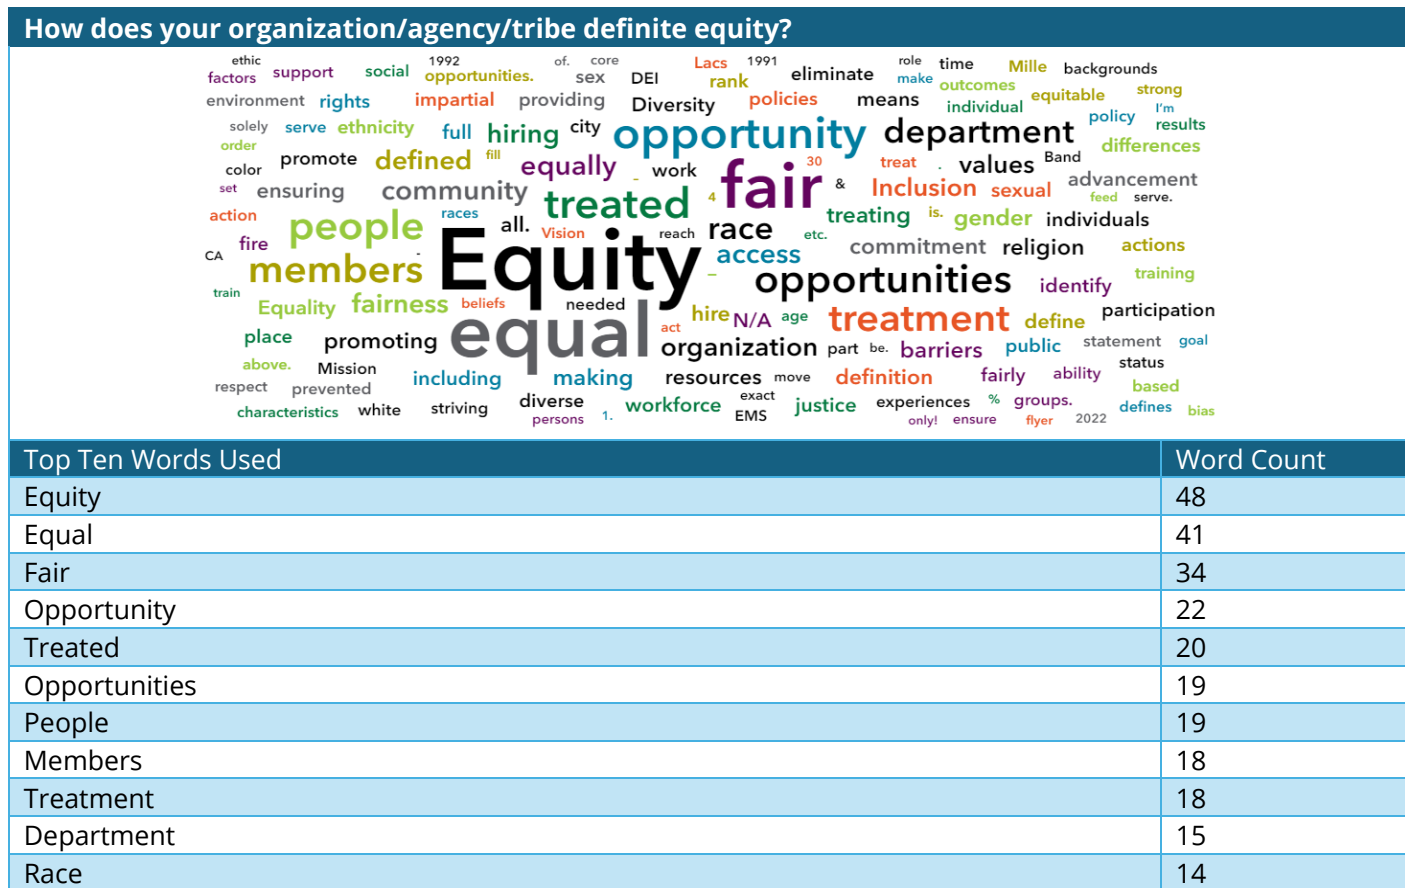 How does your organization/agency/tribe definite equity?
ethic 1992 of. core Lacs 1991 role time Mille backgrounds
factors support social opportunities. sex DEI rank eliminate make outcomes strong
environment rights impartial providing Diversity policies means individual equitable I'm
solely serve ethnicity full hiring city opportunity department policy results
order promote defined fill equally work fair 30 treat . values Band differences
color
set ensuring community treated 4 & Inclusion sexual advancement
feed serve.
action people races all. Vision reach race etc. treating is. gender individuals
CA fire - Equity access commitment religion actions
members – opportunities identify training
train Equality fairness beliefs needed hire N/A age treatment define participation
place promoting equal act organization part be. barriers public statement goal
above. Mission including making resources move definition fairly ability status
respect prevented based
characteristics white striving diverse workforce exact justice experiences % groups. defines bias
persons 1. EMS only! ensure flyer 2022
Top Ten Words Used Word Count
Equity 48
Equal 41
Fair 34
Opportunity 22
Treated 20
Opportunities 19
People 19
Members 18
Treatment 18
Department 15
Race 14